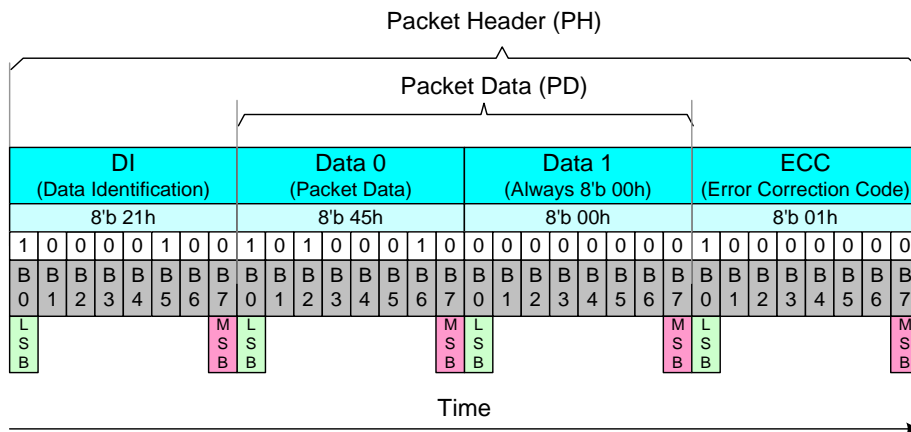 Packet Header (PH)
Packet Data (PD)
DI Data 0 Data 1 ECC
(Data Identification) (Packet Data) (Always 8'b 00h) (Error Correction Code)
8'b 21h 8'b 45h 8'b 00h 8'b 01h
1 0 0 0 0 1 0 0 1 0 1 0 0 0 1 0 0 0 0 0 0 0 0 0 1 0 0 0 0 0 0 0
B B B B B B B B B B B B B B B B B B B B B B B B B B B B B B B B
0 1 2 3 4 5 6 7 0 1 2 3 4 5 6 7 0 1 2 3 4 5 6 7 0 1 2 3 4 5 6 7
L M L M L M L M
S S S S S S S S
B B B B B B B B
Time